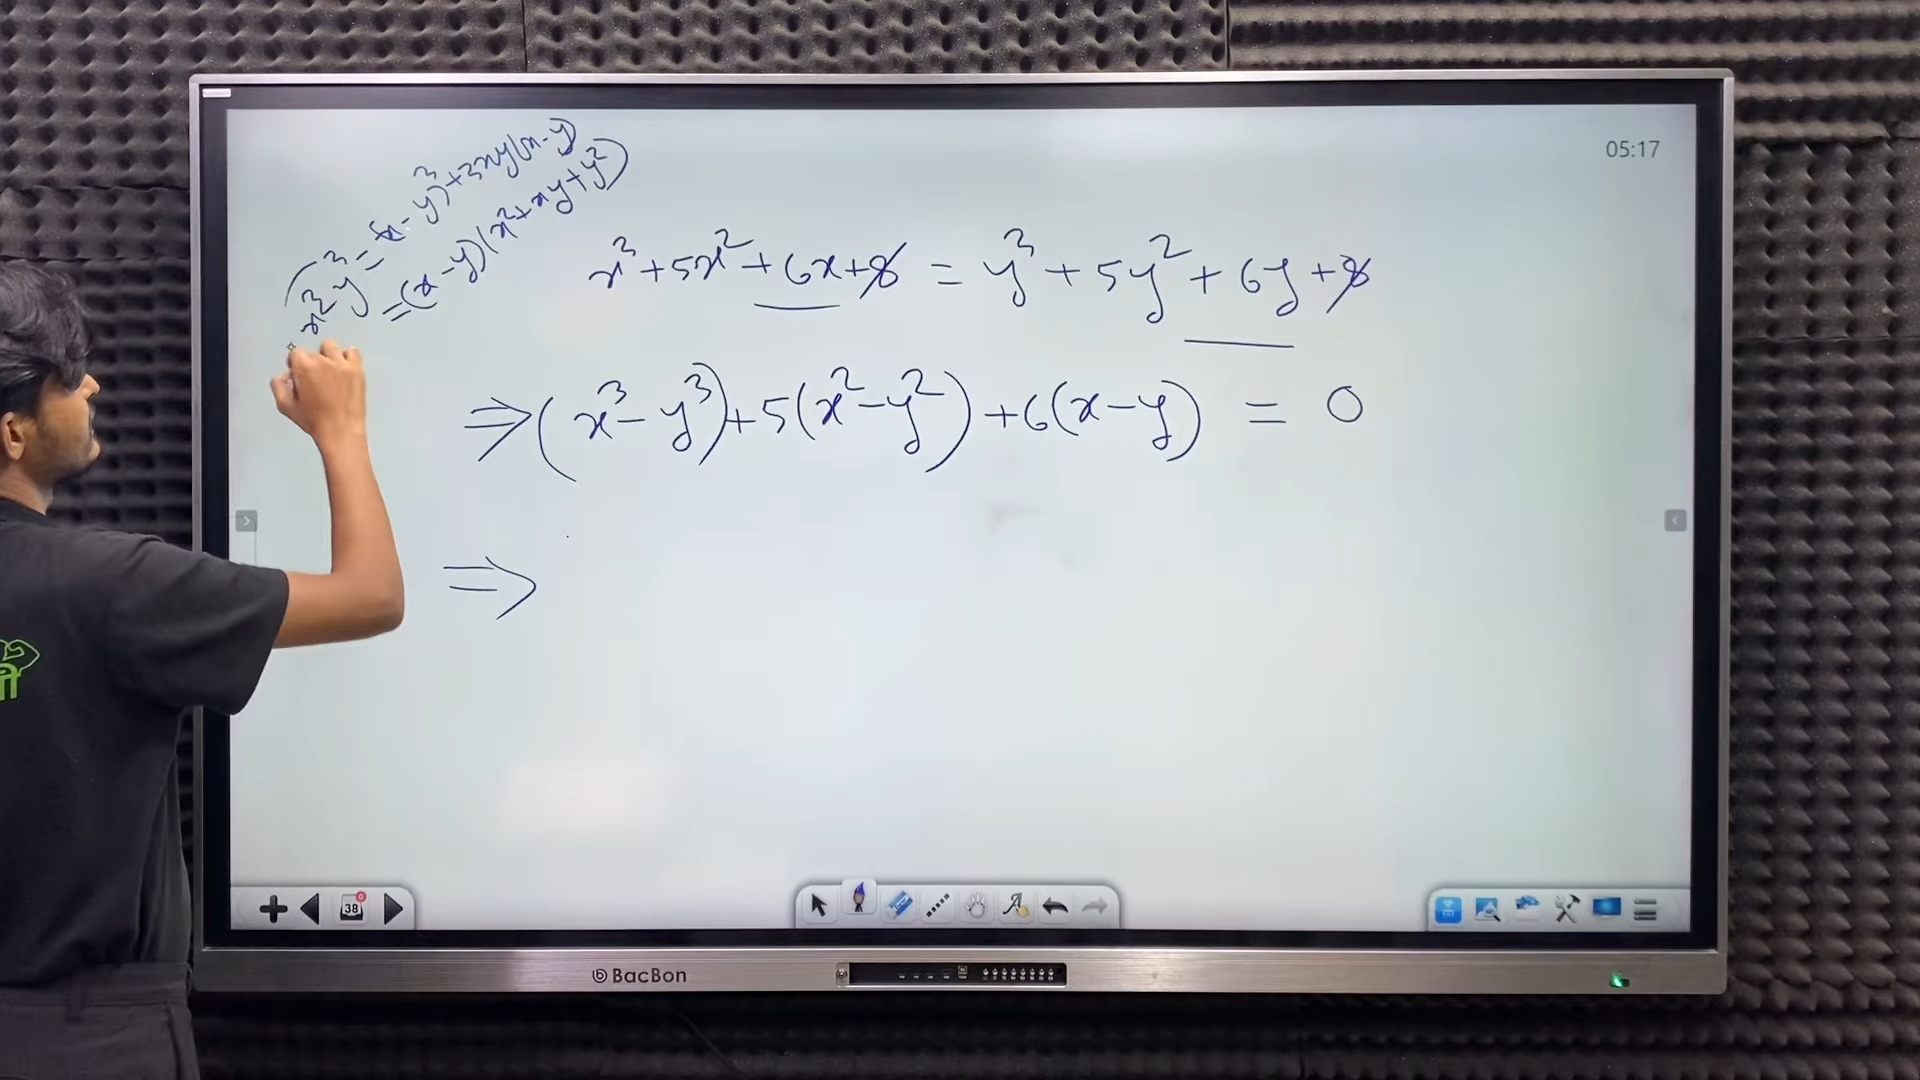 x³-y³ = (x-y)³+3xy(x-y)
=(x-y)(x²+xy+y²)
05:17
x³+5x²+6x+8 = y³+5y²+6y+8
⇒(x³-y³)+5(x²-y²)+6(x-y) = 0
⇒
38
BacBon